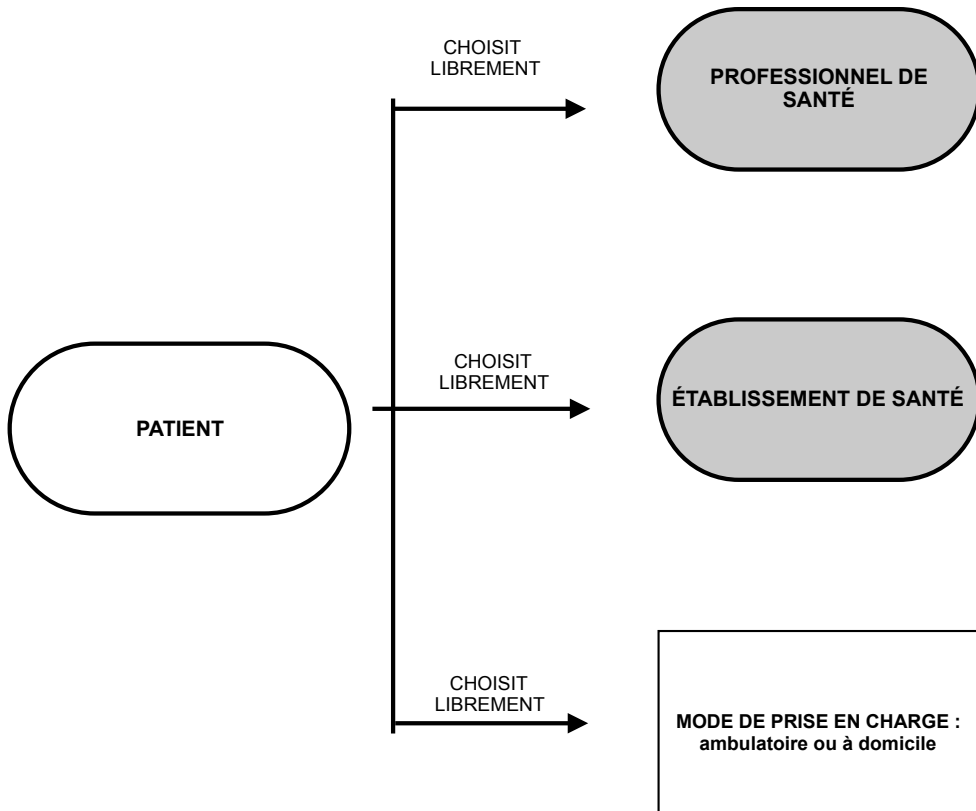 CHOISIT
LIBREMENT
PROFESSIONNEL DE
SANTÉ
CHOISIT
LIBREMENT
ÉTABLISSEMENT DE SANTÉ
PATIENT
CHOISIT
LIBREMENT
MODE DE PRISE EN CHARGE :
ambulatoire ou à domicile